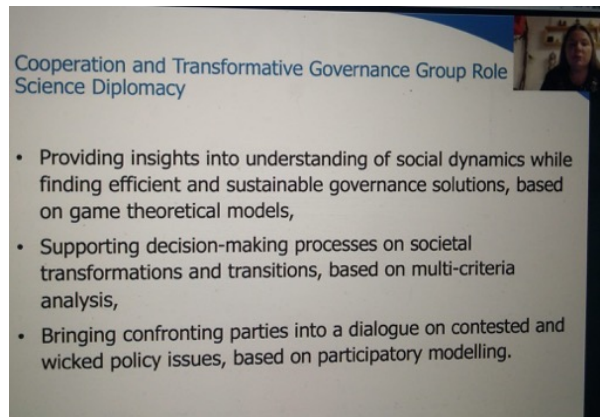 Cooperation and Transformative Governance Group Role
Science Diplomacy
• Providing insights into understanding of social dynamics while
finding efficient and sustainable governance solutions, based
on game theoretical models,
• Supporting decision-making processes on societal
transformations and transitions, based on multi-criteria
analysis,
• Bringing confronting parties into a dialogue on contested and
wicked policy issues, based on participatory modelling.